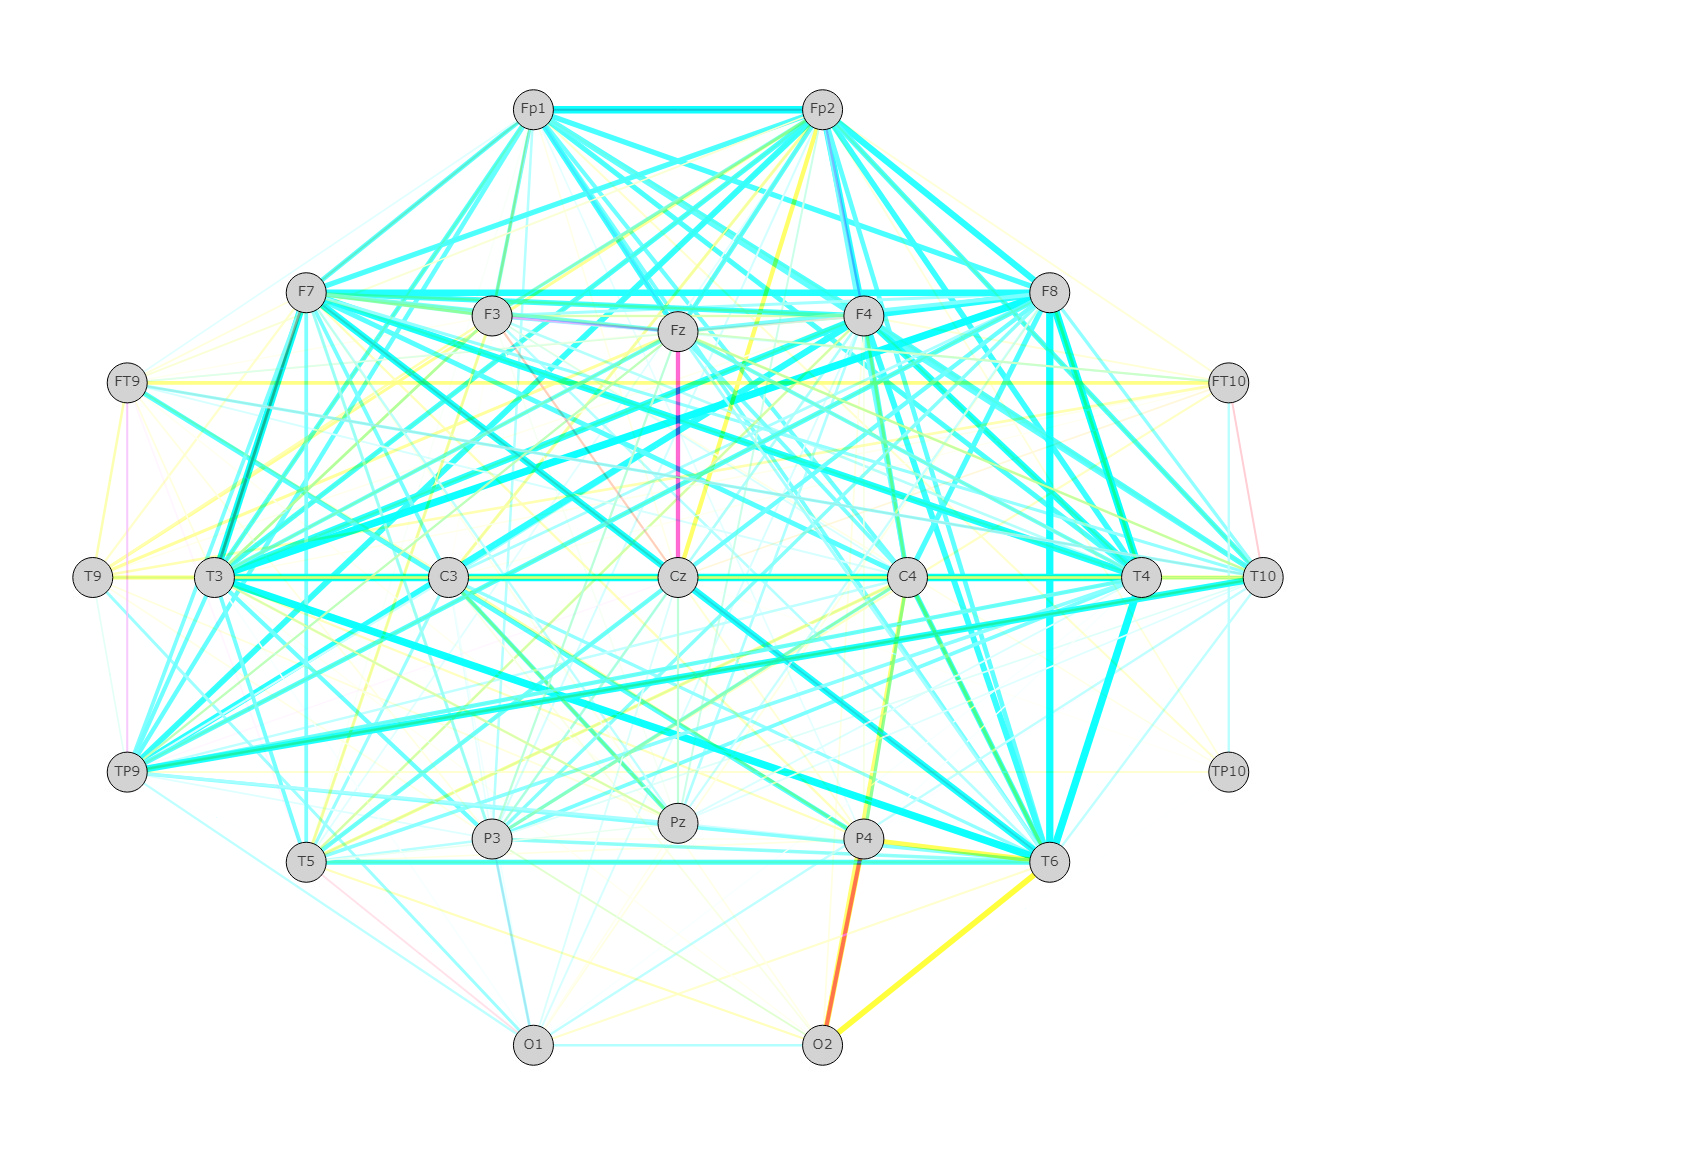 Fp1 Fp2
F7 F8
F3 Fz F4
FT9 FT10
T9 T3 C3 Cz C4 T4 T10
TP9 TP10
Pz
P3 P4
T5 T6
O1 O2